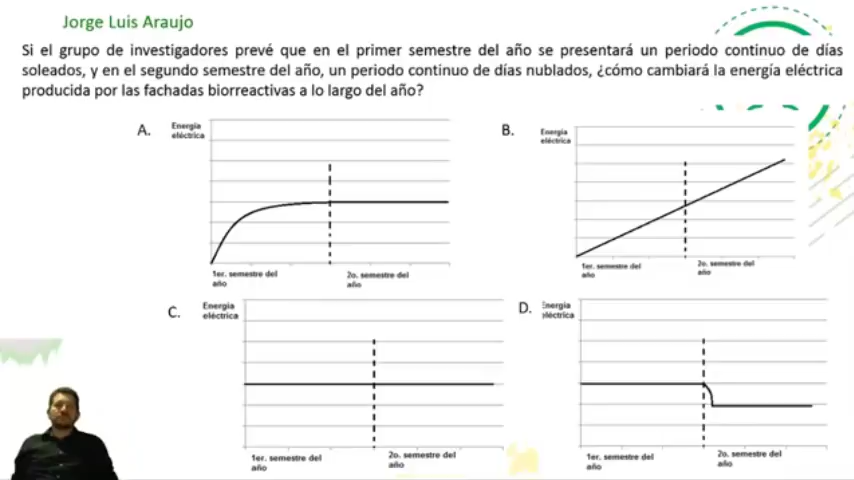 Jorge Luis Araujo
Si el grupo de investigadores prevé que en el primer semestre del año se presentará un periodo continuo de días
soleados, y en el segundo semestre del año, un periodo continuo de días nublados, ¿cómo cambiará la energía eléctrica
producida por las fachadas biorreactivas a lo largo del año?
A.
Energía
eléctrica
1er. semestre del
año
2o. semestre del
año
B.
Energía
eléctrica
1er. semestre del
año
2o. semestre del
año
C.
Energía
eléctrica
1er. semestre del
año
2o. semestre del
año
D.
Energía
eléctrica
1er. semestre del
año
2o. semestre del
año